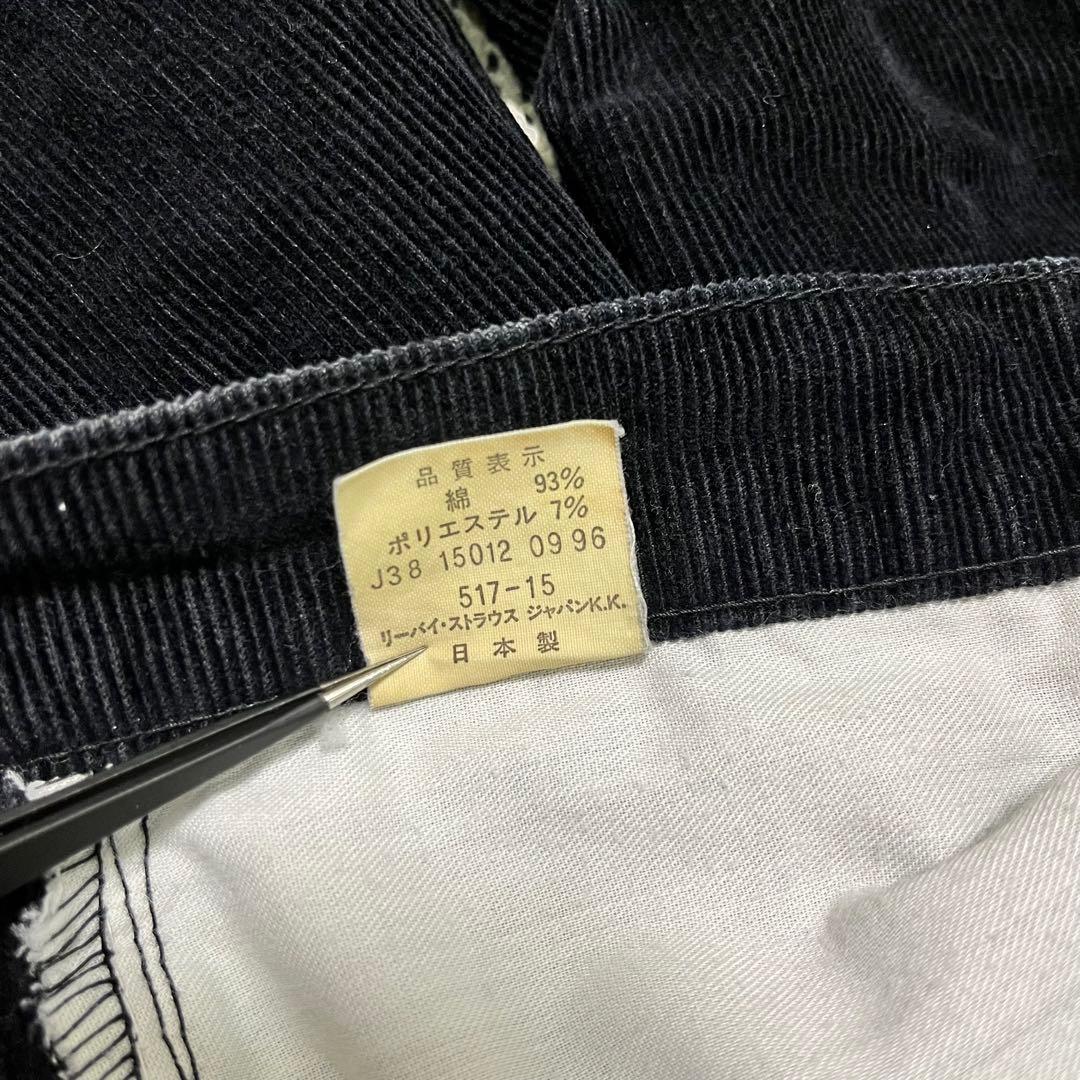 品質表示
綿 93%
ポリエステル 7%
J38 15012 0996
517-15
リーバイ・ストラウス ジャパンK.K.
日本製